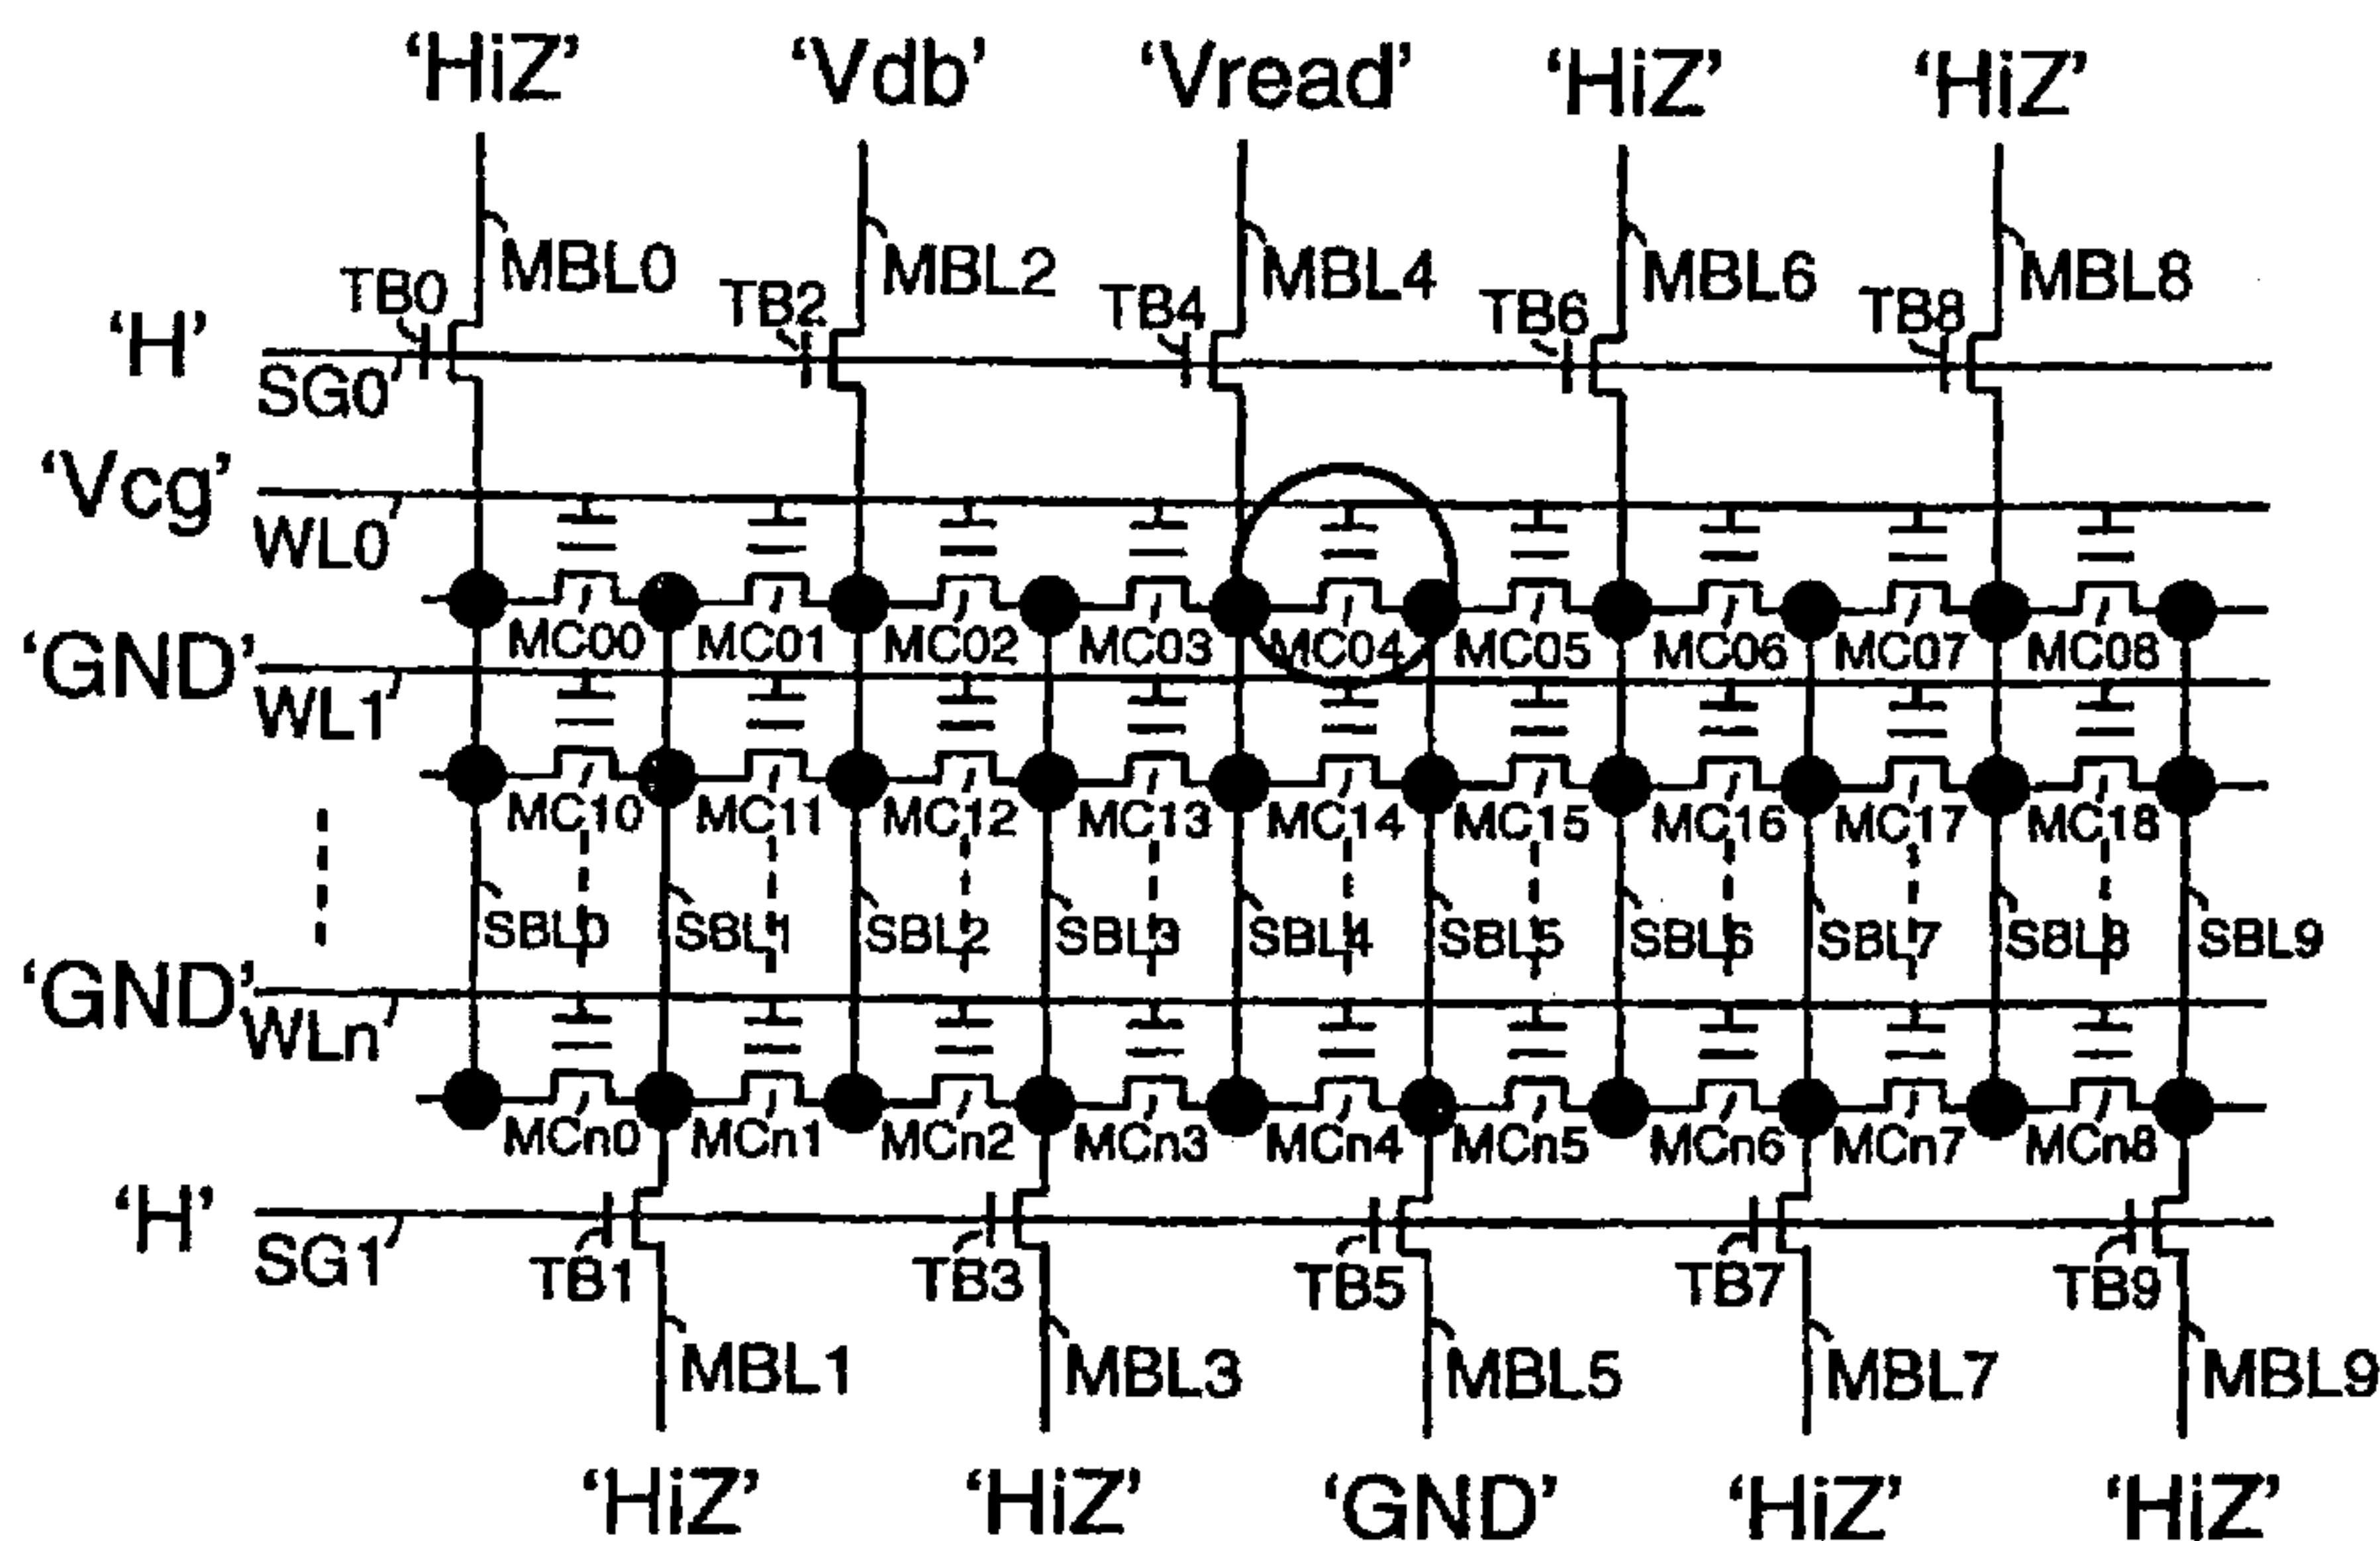 ‘HiZ’ ‘Vdb’ ‘Vread’ ‘HiZ’ ‘HiZ’
MBL0 MBL2 MBL4 MBL6 MBL8
TB0 TB2 TB4 TB6 TB8
‘H’
SG0
‘Vcg’
WL0
MC00 MC01 MC02 MC03 MC04 MC05 MC06 MC07 MC08
‘GND’
WL1
MC10 MC11 MC12 MC13 MC14 MC15 MC16 MC17 MC18
SBL0 SBL1 SBL2 SBL3 SBL4 SBL5 SBL6 SBL7 SBL8 SBL9
‘GND’
WLn
MCn0 MCn1 MCn2 MCn3 MCn4 MCn5 MCn6 MCn7 MCn8
‘H’
SG1
TB1 TB3 TB5 TB7 TB9
MBL1 MBL3 MBL5 MBL7 MBL9
‘HiZ’ ‘HiZ’ ‘GND’ ‘HiZ’ ‘HiZ’